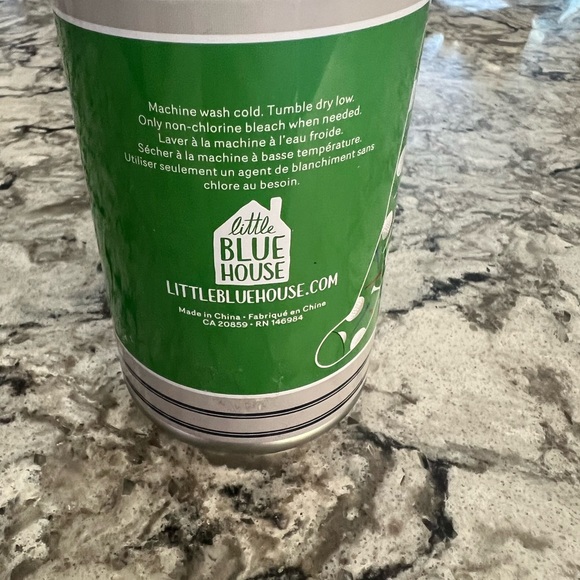 Machine wash cold. Tumble dry low.
Only non-chlorine bleach when needed.
Laver à la machine à l'eau froide.
Sécher à la machine à basse température.
Utiliser seulement un agent de blanchiment sans
chlore au besoin.
little
BLUE
HOUSE
LITTLEBLUEHOUSE.COM
Made in China • Fabriqué en Chine
CA 20859 - RN 146984